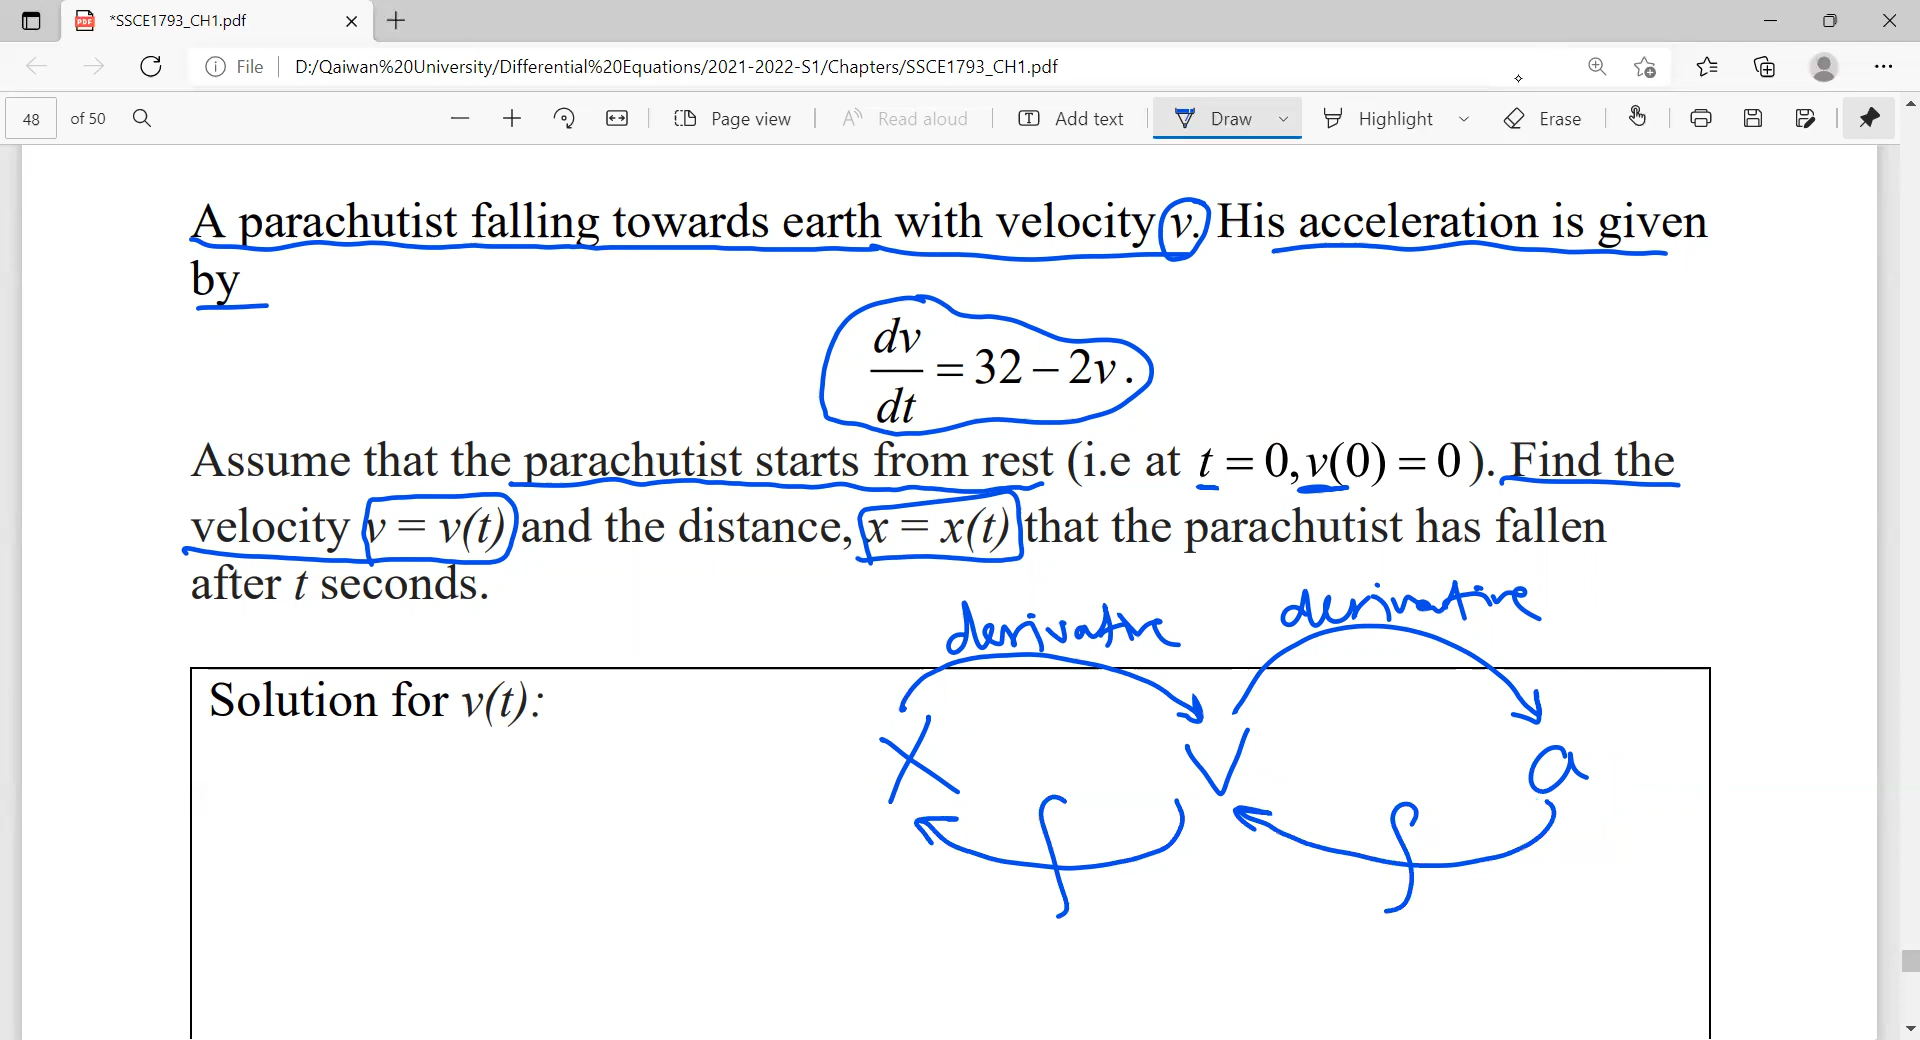 *SSCE1793_CH1.pdf
File D:/Qaiwan%20University/Differential%20Equations/2021-2022-S1/Chapters/SSCE1793_CH1.pdf
48 of 50 Page view Read aloud Add text Draw Highlight Erase
A parachutist falling towards earth with velocity v. His acceleration is given
by
dv/dt = 32 − 2v.
Assume that the parachutist starts from rest (i.e at t = 0, v(0) = 0 ). Find the
velocity v = v(t) and the distance, x = x(t) that the parachutist has fallen
after t seconds.
derivative derivative
Solution for v(t):
x v a
∫ ∫